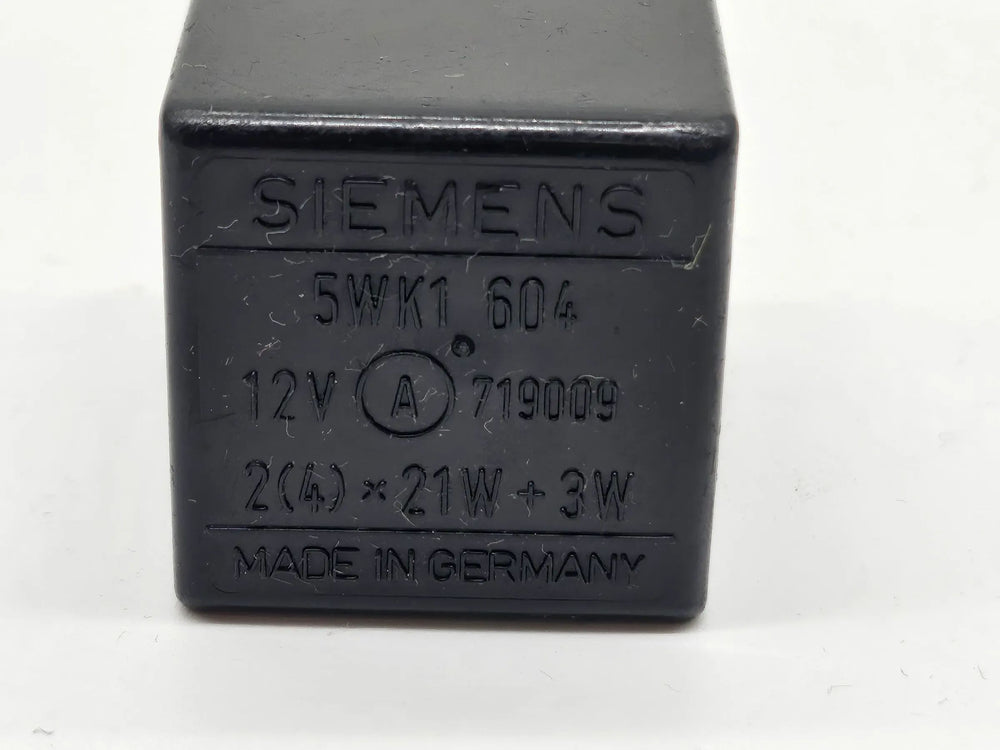 SIEMENS
5WK1 604
12V A 719009
2(4) × 21W + 3W
MADE IN GERMANY